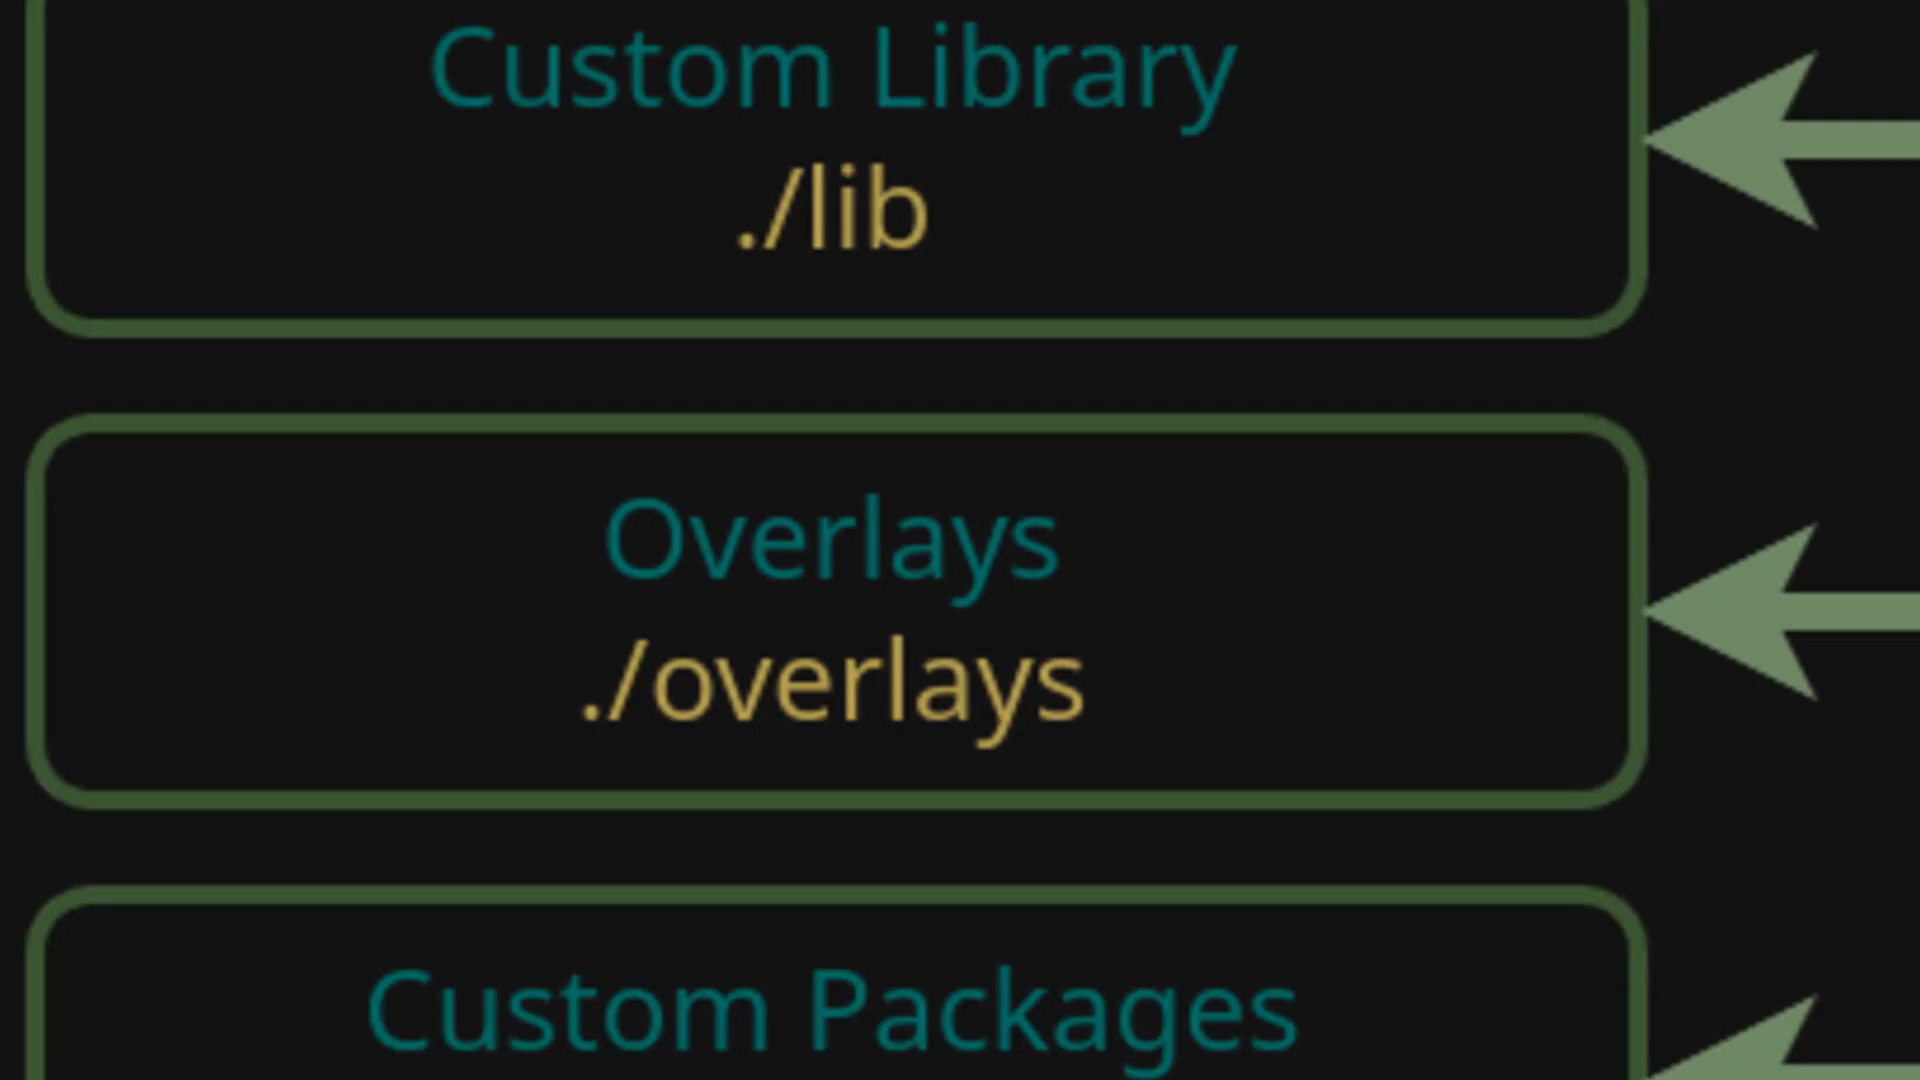 Custom Library
./lib
Overlays
./overlays
Custom Packages